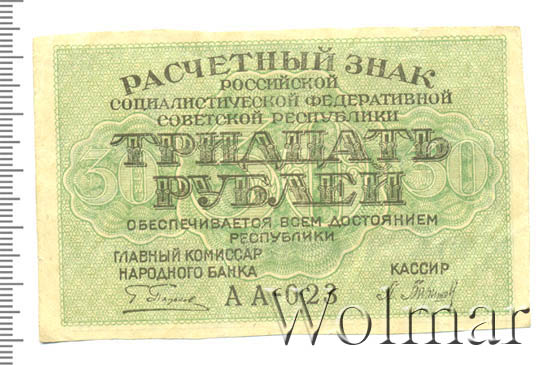 РАСЧЕТНЫЙ ЗНАК
РОССИЙСКОЙ
СОЦИАЛИСТИЧЕСКОЙ ФЕДЕРАТИВНОЙ
СОВЕТСКОЙ РЕСПУБЛИКИ
30 30
ТРИДЦАТЬ
РУБЛЕЙ
ОБЕСПЕЧИВАЕТСЯ ВСЕМ ДОСТОЯНИЕМ
РЕСПУБЛИКИ
ГЛАВНЫЙ КОМИССАР
НАРОДНОГО БАНКА
КАССИР
АА-023
Wolmar